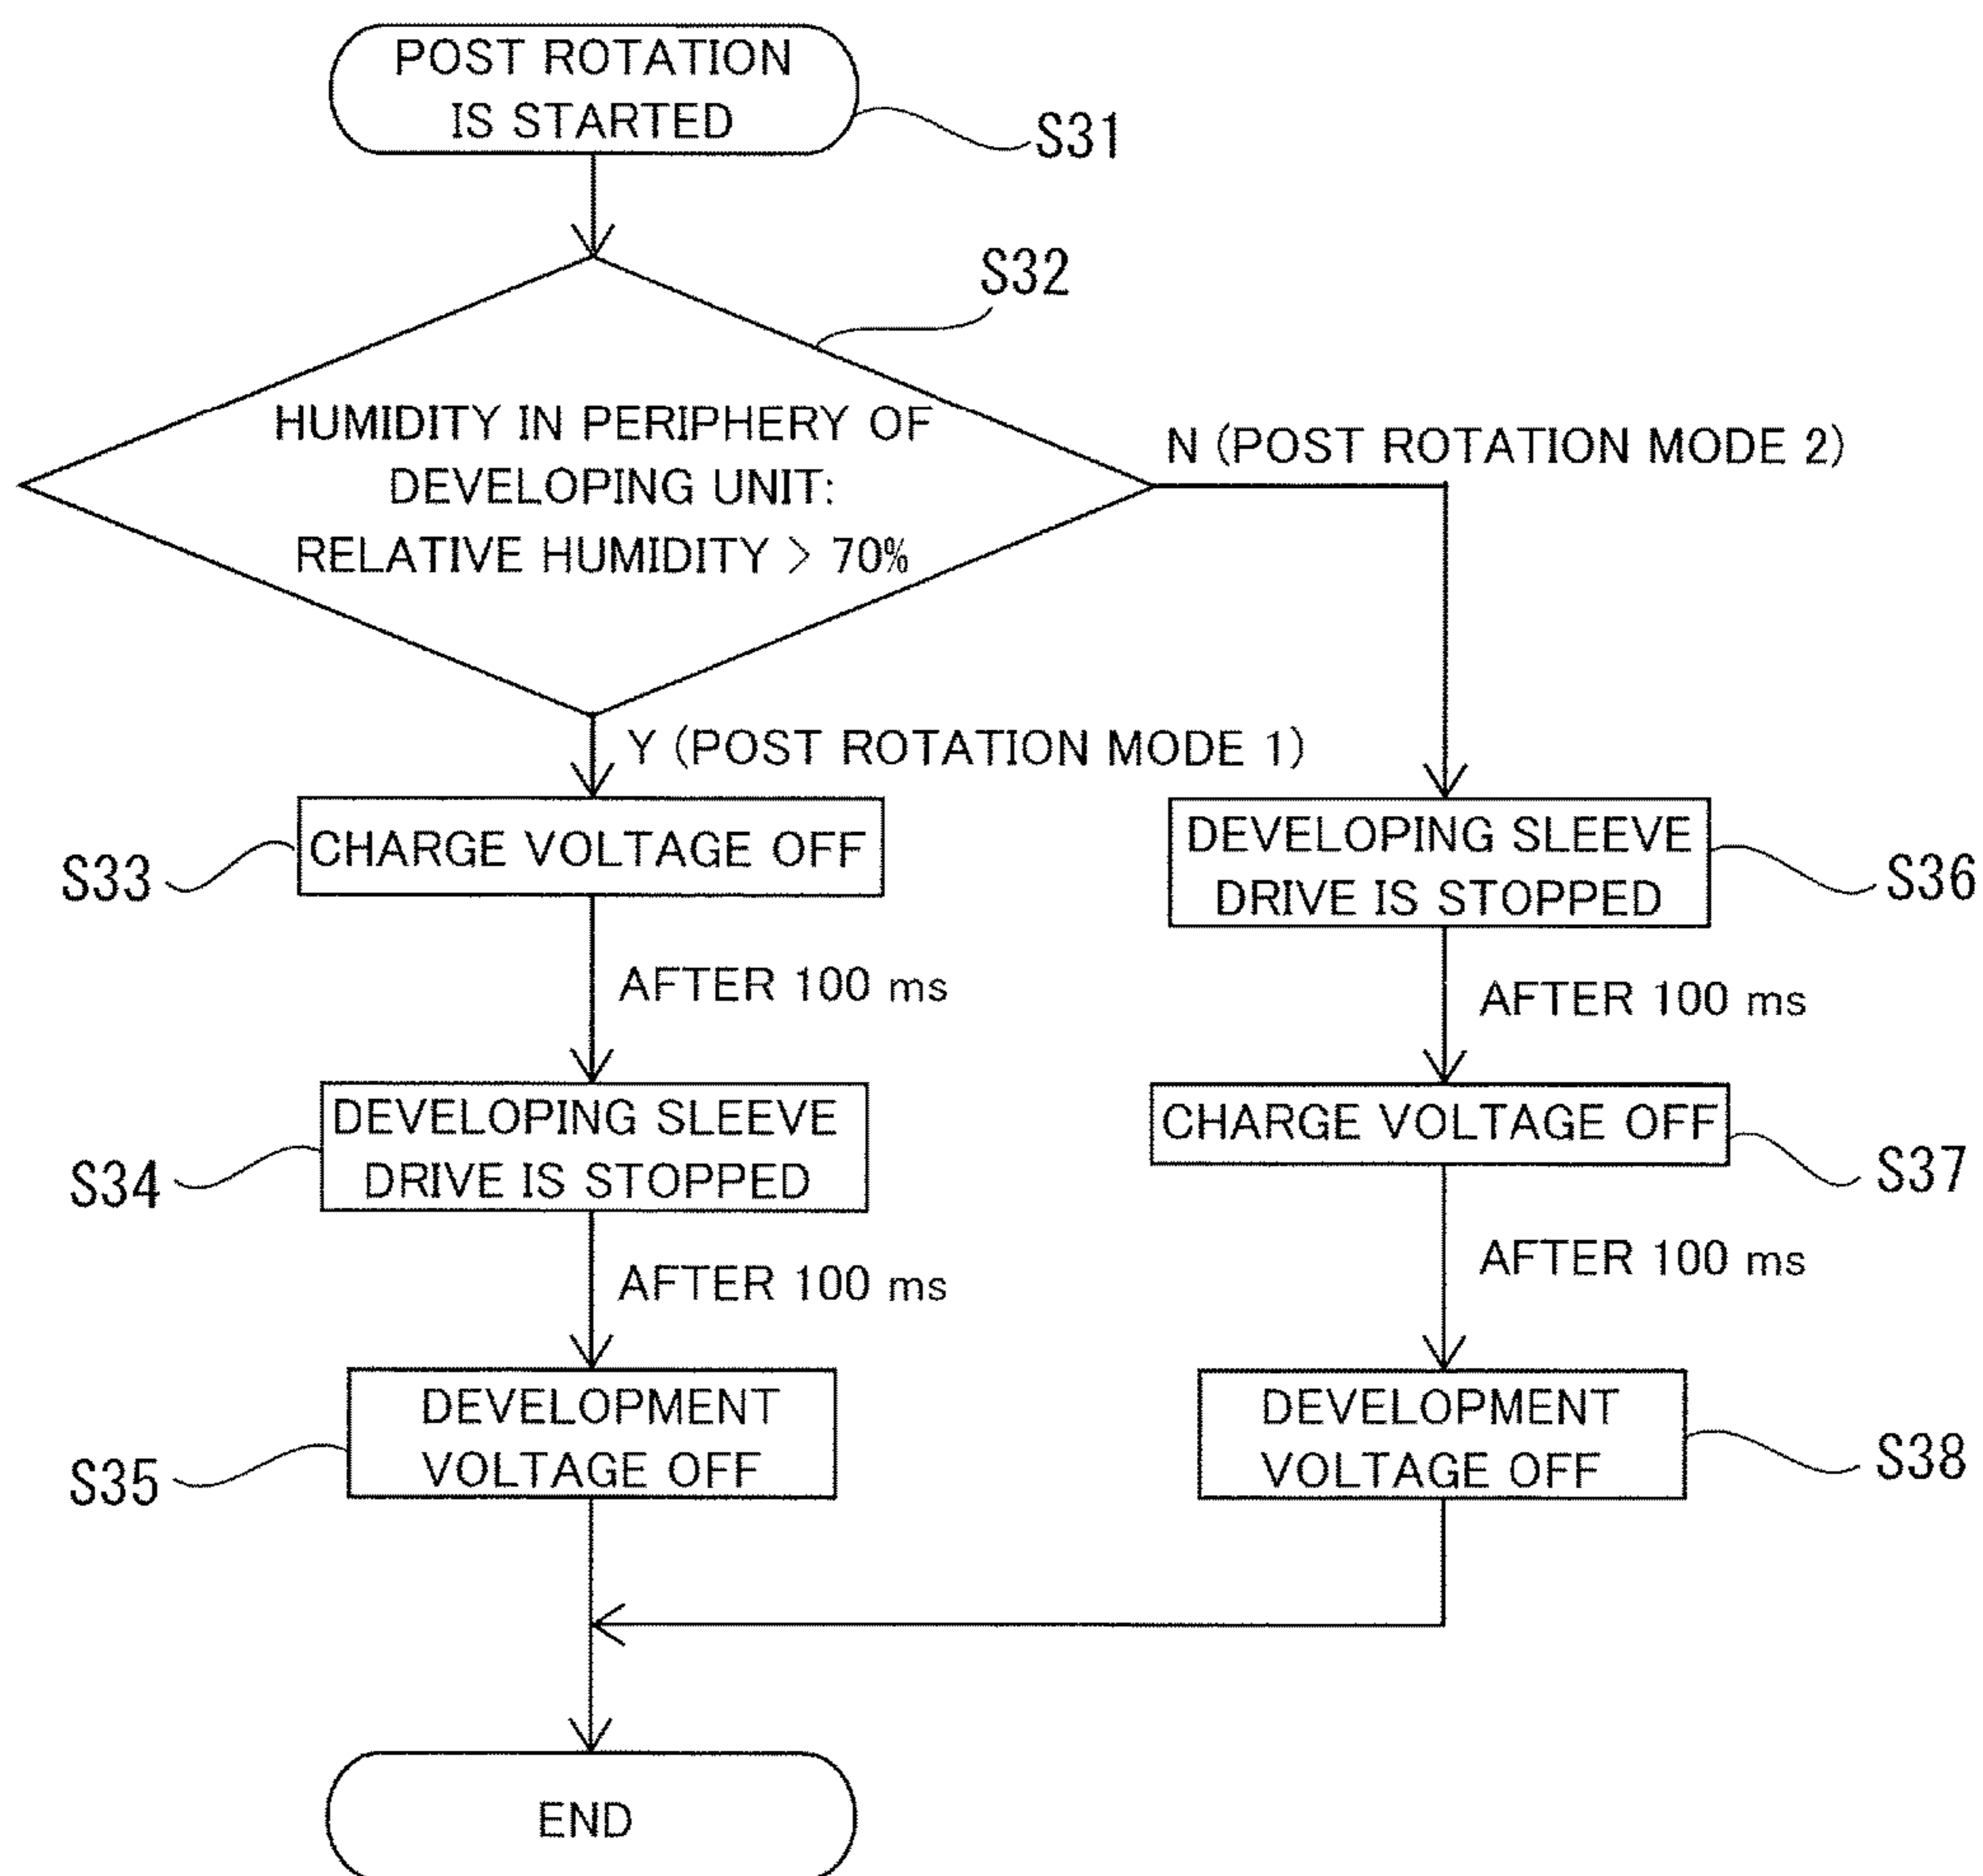 POST ROTATION
IS STARTED
S31
S32
HUMIDITY IN PERIPHERY OF
DEVELOPING UNIT:
RELATIVE HUMIDITY > 70%
N (POST ROTATION MODE 2)
Y (POST ROTATION MODE 1)
S33
CHARGE VOLTAGE OFF
AFTER 100 ms
S34
DEVELOPING SLEEVE
DRIVE IS STOPPED
AFTER 100 ms
S35
DEVELOPMENT
VOLTAGE OFF
DEVELOPING SLEEVE
DRIVE IS STOPPED
S36
AFTER 100 ms
CHARGE VOLTAGE OFF
S37
AFTER 100 ms
DEVELOPMENT
VOLTAGE OFF
S38
END